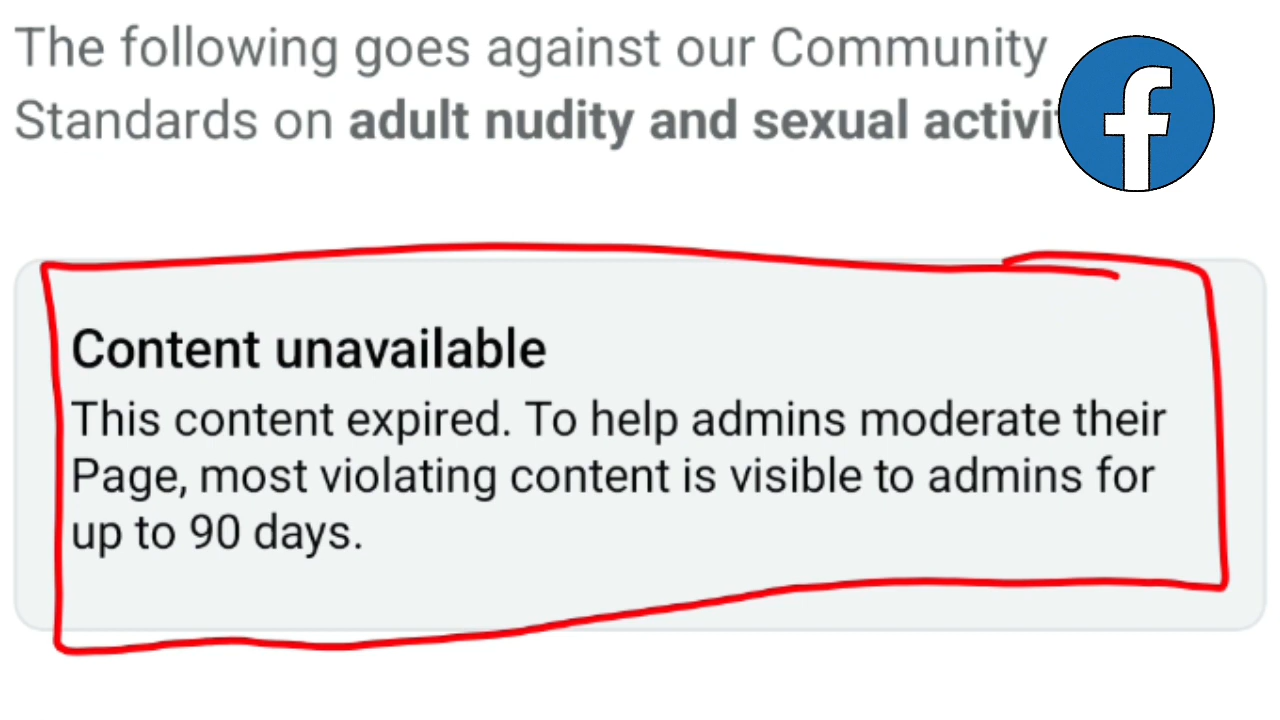 The following goes against our Community
Standards on adult nudity and sexual activi
Content unavailable
This content expired. To help admins moderate their
Page, most violating content is visible to admins for
up to 90 days.